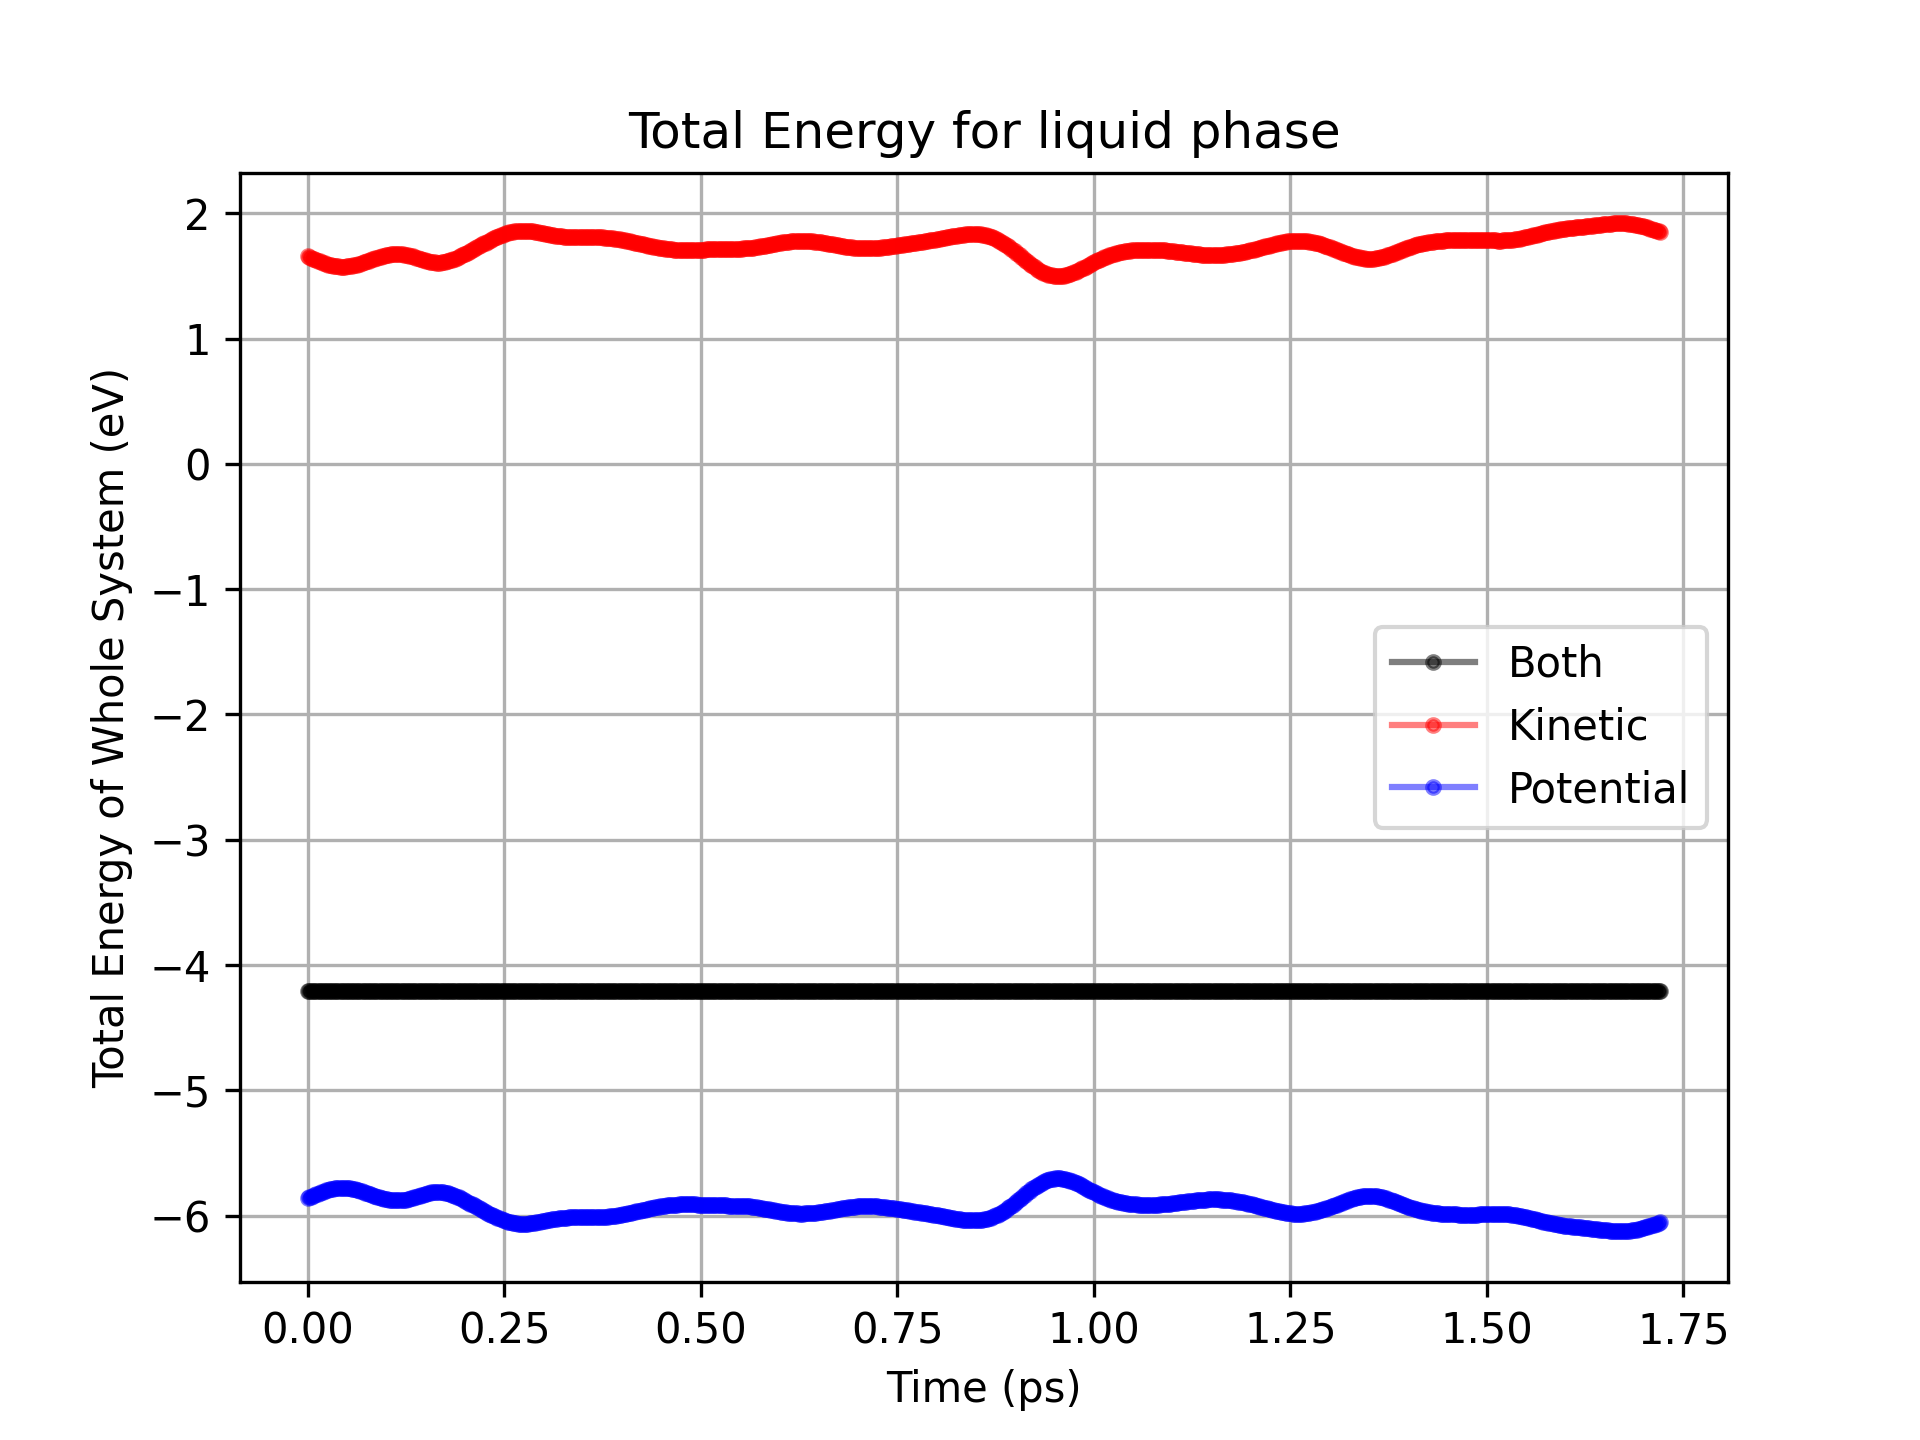 Total Energy for liquid phase
Total Energy of Whole System (eV)
2
1
0
−1
−2
−3
−4
−5
−6
Both
Kinetic
Potential
0.00 0.25 0.50 0.75 1.00 1.25 1.50 1.75
Time (ps)